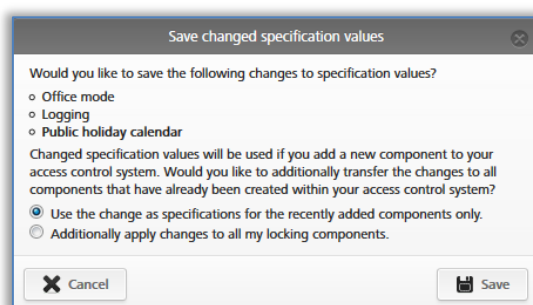 Save changed specification values
Would you like to save the following changes to specification values?
Office mode
Logging
Public holiday calendar
Changed specification values will be used if you add a new component to your
access control system. Would you like to additionally transfer the changes to all
components that have already been created within your access control system?
Use the change as specifications for the recently added components only.
Additionally apply changes to all my locking components.
Cancel
Save